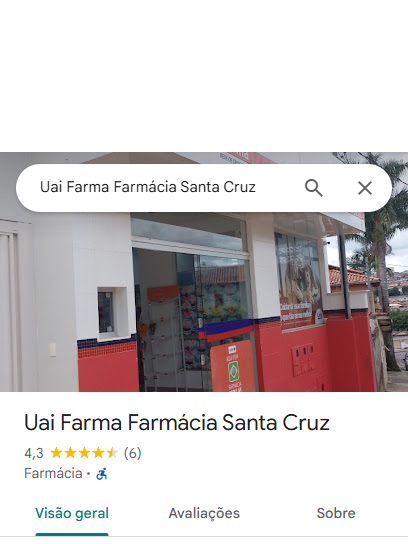 Uai Farma Farmácia Santa Cruz
Uai Farma Farmácia Santa Cruz
4,3 (6)
Farmácia ·
Visão geral Avaliações Sobre